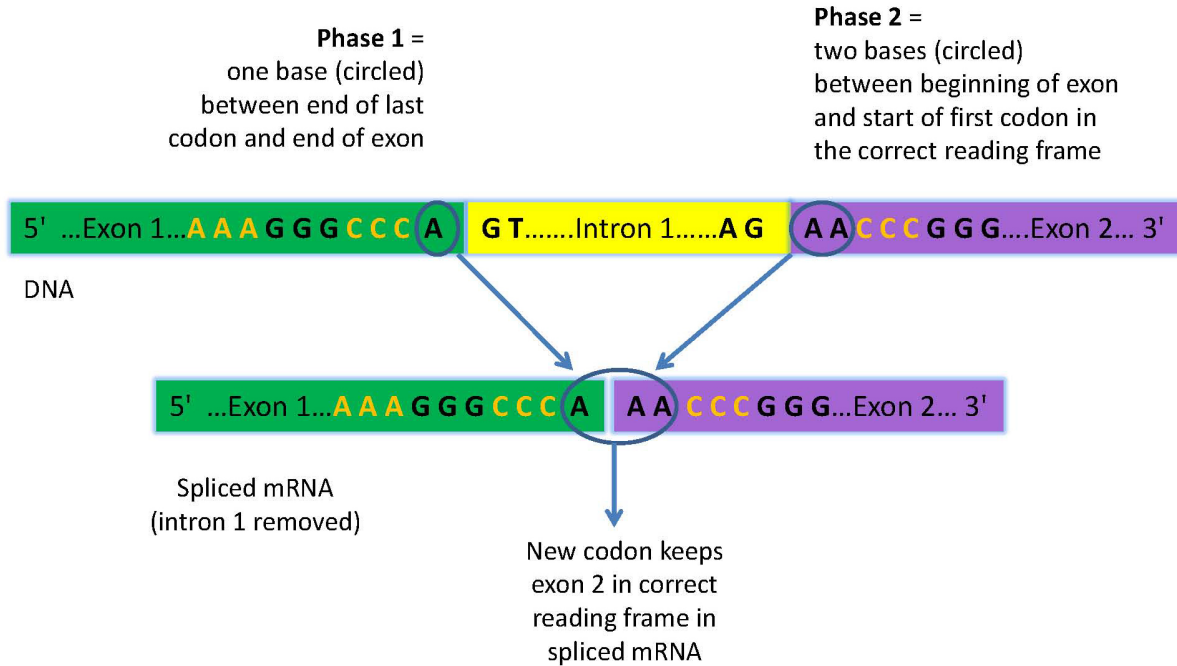 Phase 1 =
one base (circled)
between end of last
codon and end of exon
Phase 2 =
two bases (circled)
between beginning of exon
and start of first codon in
the correct reading frame
5' ...Exon 1...A A A G G G C C C A G T.......Intron 1......A G A A C C C G G G....Exon 2... 3'
DNA
5' ...Exon 1...A A A G G G C C C A A A C C C G G G...Exon 2... 3'
Spliced mRNA
(intron 1 removed)
New codon keeps
exon 2 in correct
reading frame in
spliced mRNA